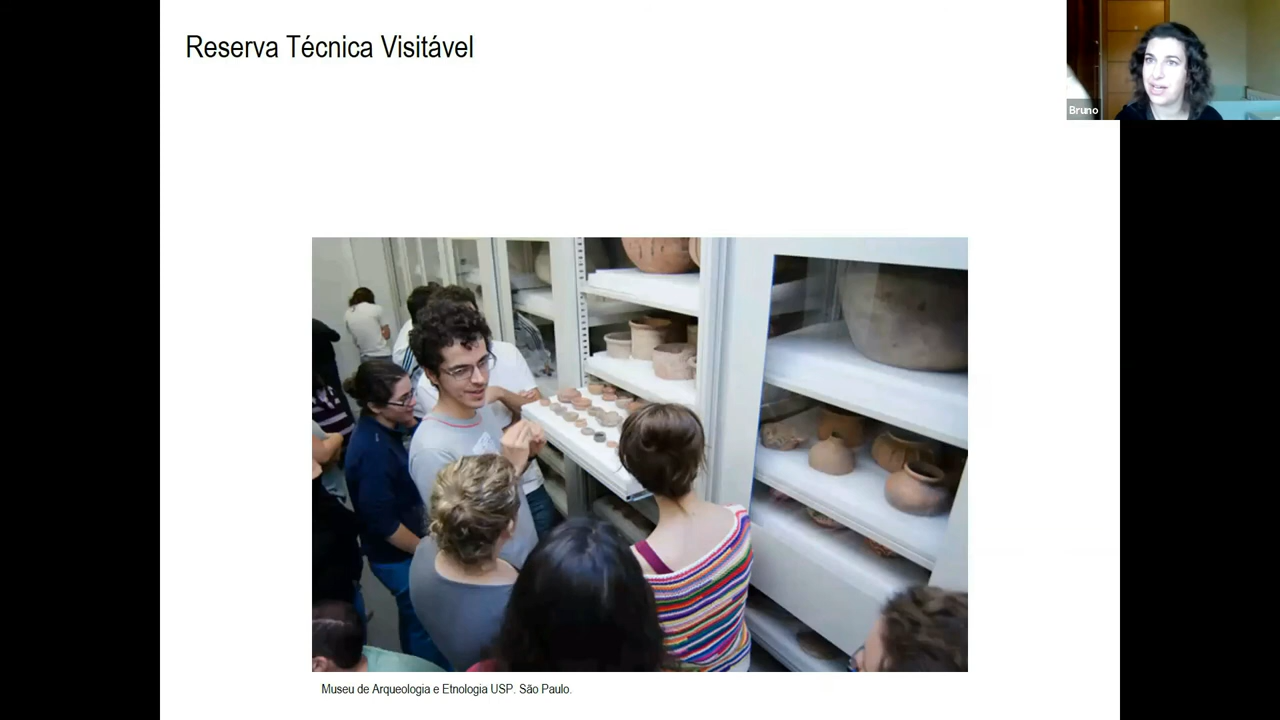 Reserva Técnica Visitável
Bruno
Museu de Arqueologia e Etnologia USP. São Paulo.